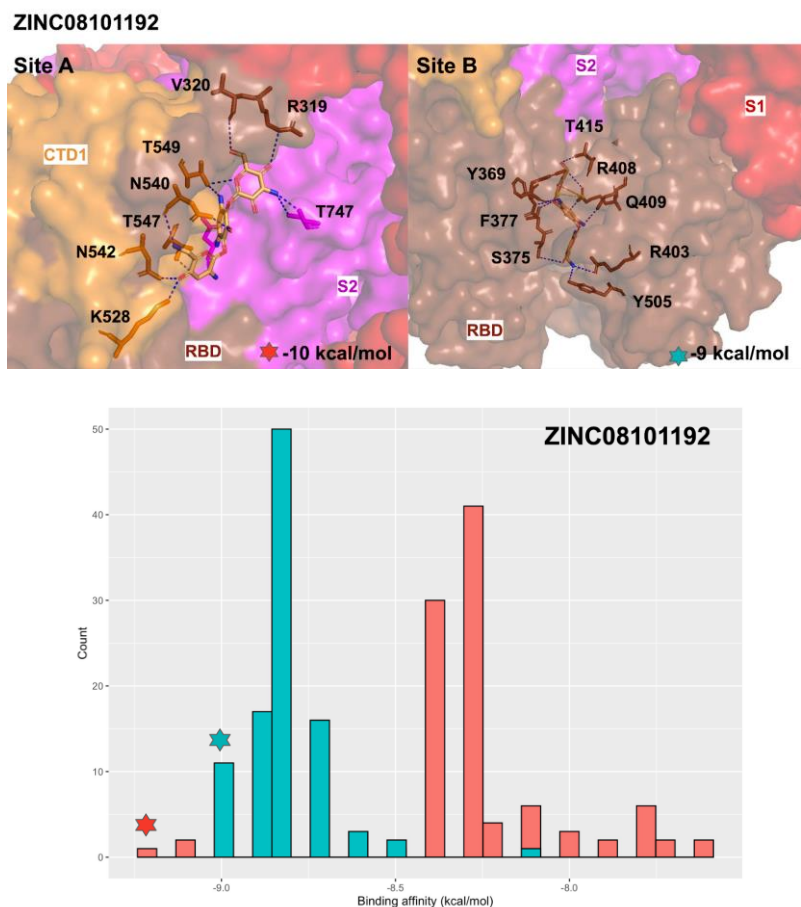 ZINC08101192
Site A
V320
R319
CTD1
T549
N540
T547
T747
N542
S2
K528
RBD
-10 kcal/mol
Site B
S2
S1
T415
R408
Y369
Q409
F377
S375
R403
Y505
RBD
-9 kcal/mol
ZINC08101192
50
40
30
20
10
0
Count
-9.0
-8.5
-8.0
Binding affinity (kcal/mol)